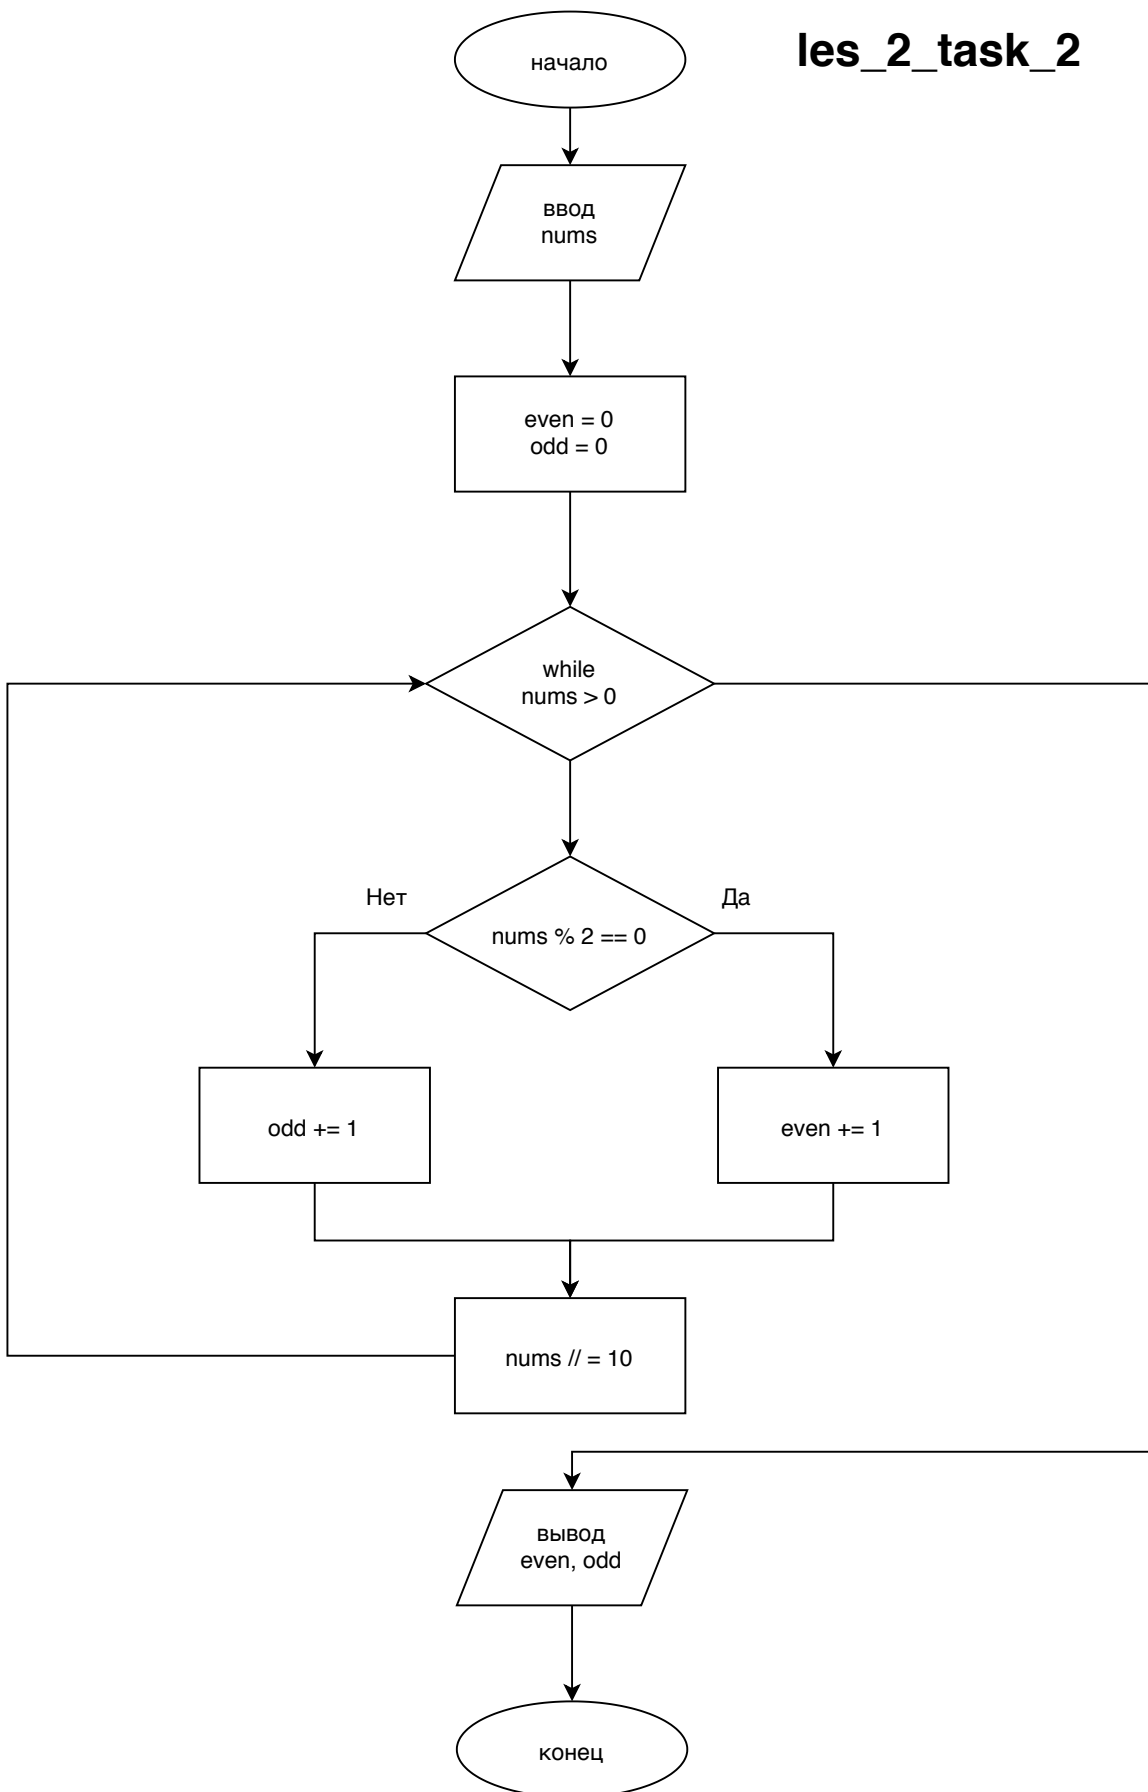 les_2_task_2
начало
ввод
nums
even = 0
odd = 0
while
nums > 0
Нет
Да
nums % 2 == 0
odd += 1
even += 1
nums // = 10
вывод
even, odd
конец